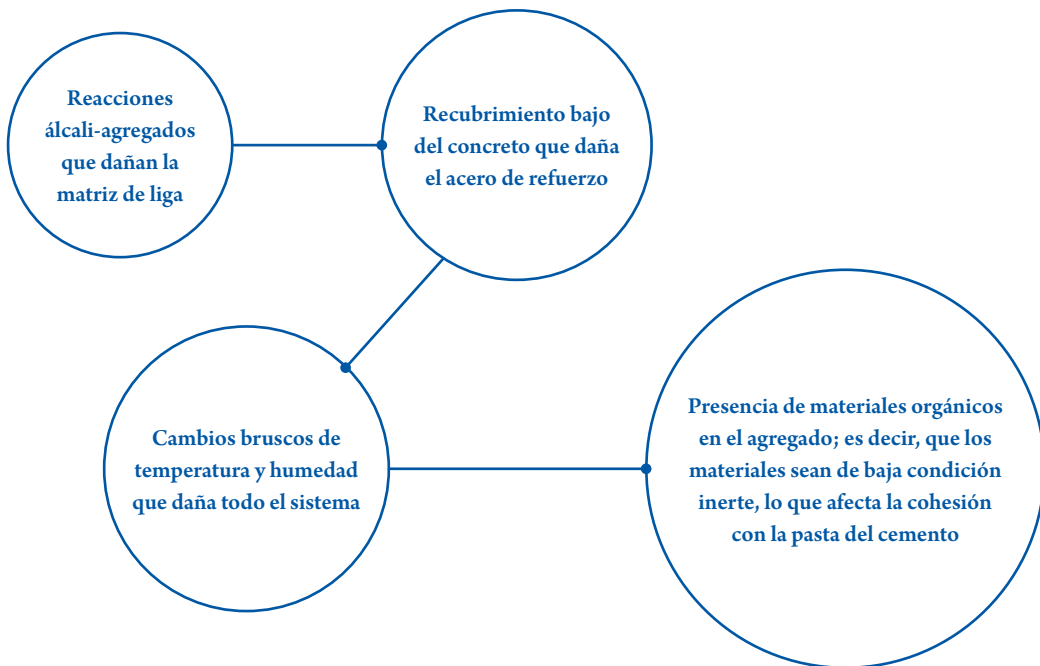 Reacciones
álcali-agregados
que dañan la
matriz de liga
Recubrimiento bajo
del concreto que daña
el acero de refuerzo
Cambios bruscos de
temperatura y humedad
que daña todo el sistema
Presencia de materiales orgánicos
en el agregado; es decir, que los
materiales sean de baja condición
inerte, lo que afecta la cohesión
con la pasta del cemento